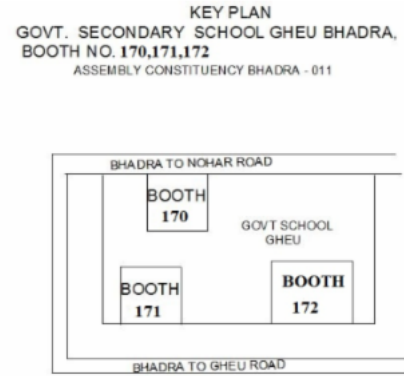 KEY PLAN
GOVT. SECONDARY SCHOOL GHEU BHADRA,
BOOTH NO. 170,171,172
ASSEMBLY CONSTITUENCY BHADRA - 011
BHADRA TO NOHAR ROAD
BOOTH
170
GOVT SCHOOL
GHEU
BOOTH
171
BOOTH
172
BHADRA TO GHEU ROAD